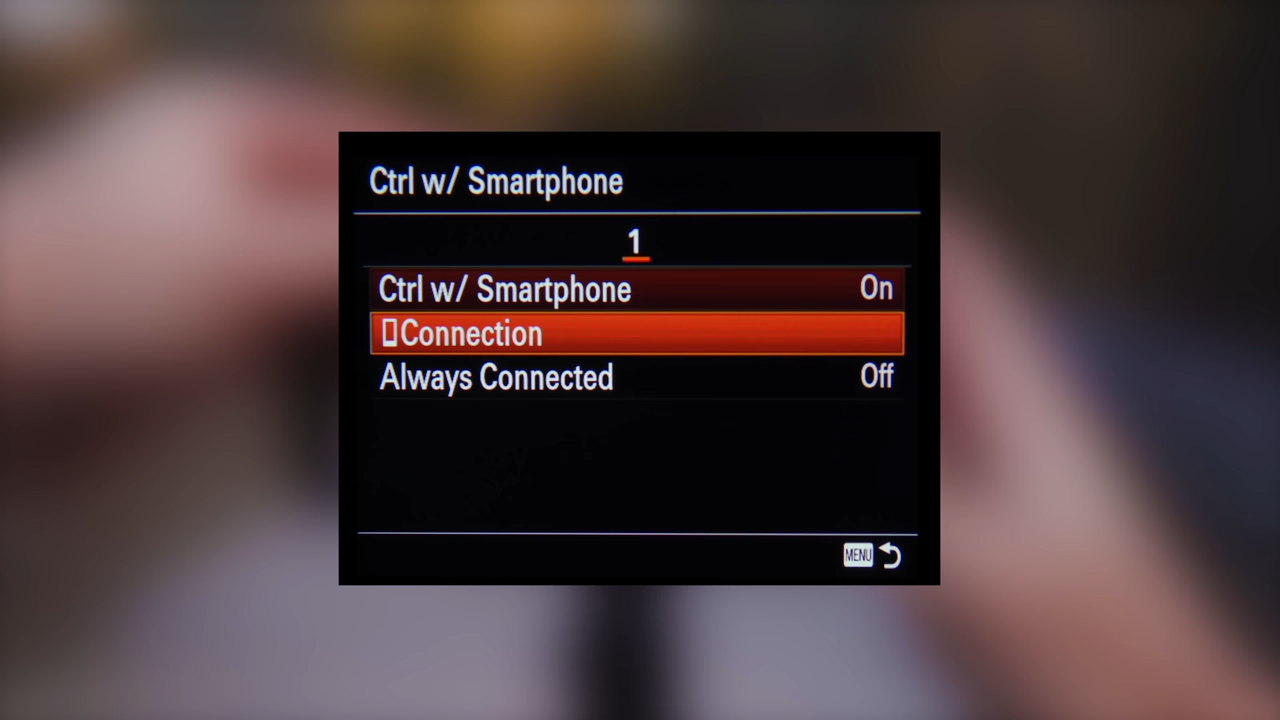 Ctrl w/ Smartphone
1
Ctrl w/ Smartphone On
Connection
Always Connected Off
MENU